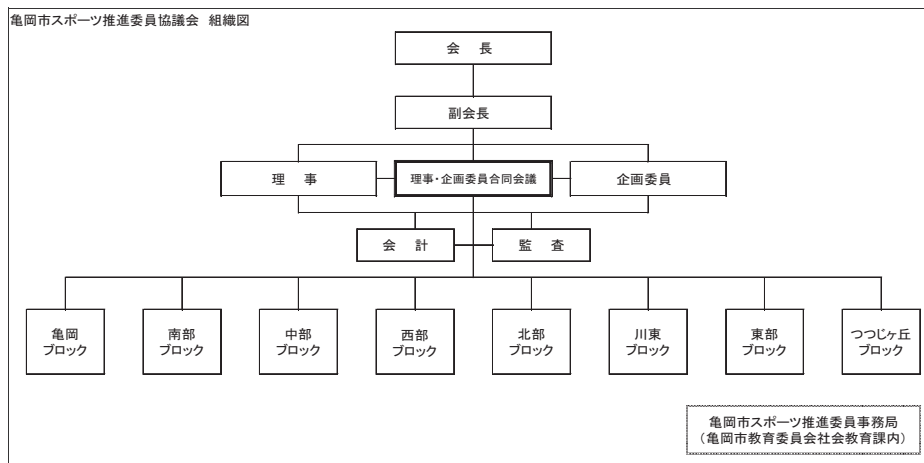 亀岡市スポーツ推進委員協議会 組織図
会 長
副会長
理 事
理事・企画委員合同会議
企画委員
会 計
監 査
亀岡
ブロック
南部
ブロック
中部
ブロック
西部
ブロック
北部
ブロック
川東
ブロック
東部
ブロック
つつじヶ丘
ブロック
亀岡市スポーツ推進委員事務局
（亀岡市教育委員会社会教育課内）